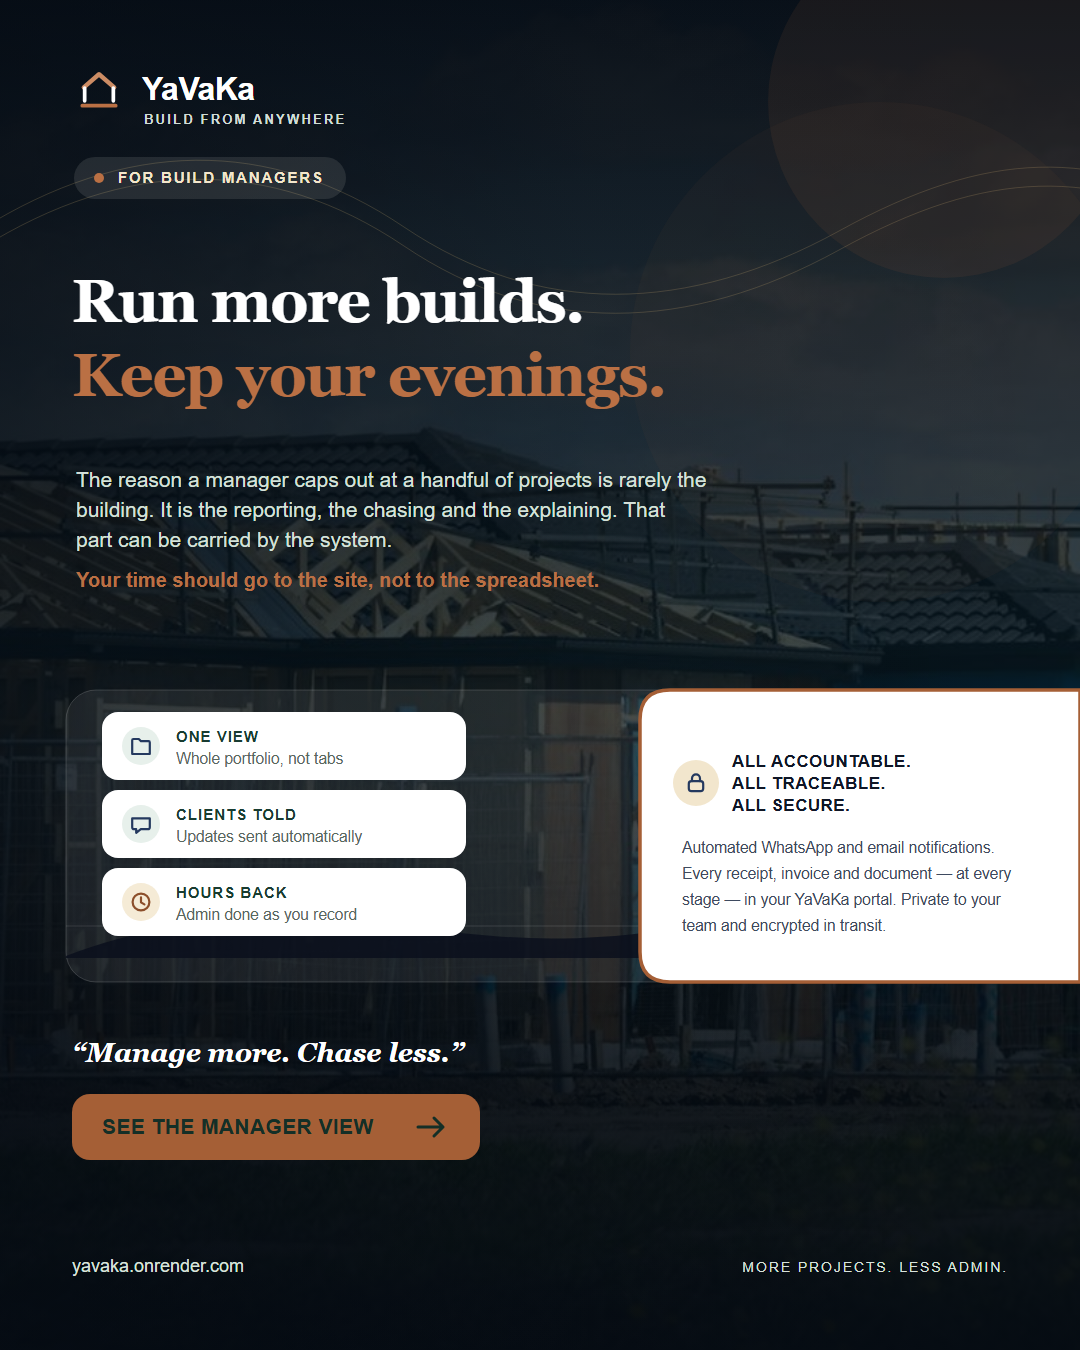 YaVaKa
BUILD FROM ANYWHERE
FOR BUILD MANAGERS
Run more builds.
Keep your evenings.
The reason a manager caps out at a handful of projects is rarely the
building. It is the reporting, the chasing and the explaining. That
part can be carried by the system.
Your time should go to the site, not to the spreadsheet.
ONE VIEW
Whole portfolio, not tabs
CLIENTS TOLD
Updates sent automatically
HOURS BACK
Admin done as you record
ALL ACCOUNTABLE.
ALL TRACEABLE.
ALL SECURE.
Automated WhatsApp and email notifications.
Every receipt, invoice and document — at every
stage — in your YaVaKa portal. Private to your
team and encrypted in transit.
“Manage more. Chase less.”
SEE THE MANAGER VIEW
yavaka.onrender.com
MORE PROJECTS. LESS ADMIN.